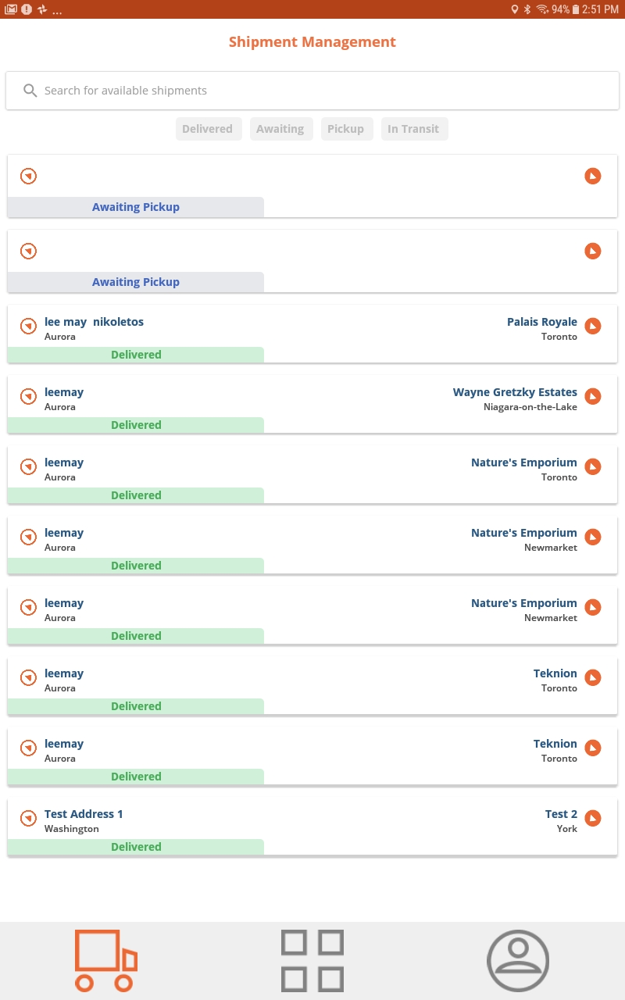 ... 94% 2:51 PM
Shipment Management
Search for available shipments
Delivered Awaiting Pickup In Transit
Awaiting Pickup
Awaiting Pickup
lee may  nikoletos Palais Royale
Aurora Toronto
Delivered
leemay Wayne Gretzky Estates
Aurora Niagara-on-the-Lake
Delivered
leemay Nature's Emporium
Aurora Toronto
Delivered
leemay Nature's Emporium
Aurora Newmarket
Delivered
leemay Nature's Emporium
Aurora Newmarket
Delivered
leemay Teknion
Aurora Toronto
Delivered
leemay Teknion
Aurora Toronto
Delivered
Test Address 1 Test 2
Washington York
Delivered